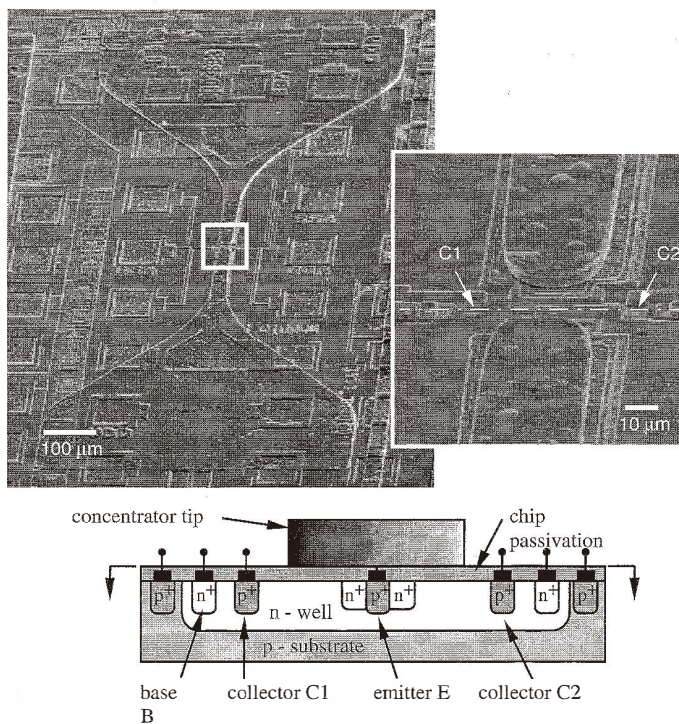 C1
C2
100 μm
10 μm
concentrator tip
chip
passivation
p+ n+ p+ n+ p+ n+ p+ n+ p+
n - well
p - substrate
base
B
collector C1
emitter E
collector C2